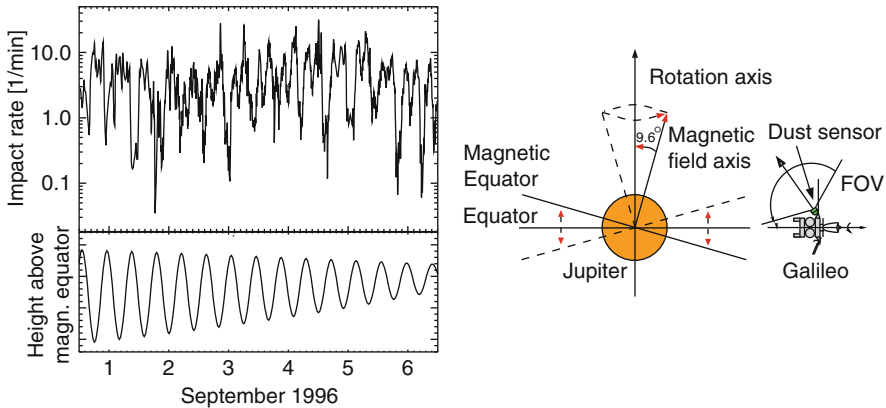 Impact rate [1/min]
10.0
1.0
0.1
Height above
magn. equator
1 2 3 4 5 6
September 1996
Rotation axis
9.6°
Magnetic
field axis
Magnetic
Equator
Equator
Jupiter
Dust sensor
FOV
Galileo